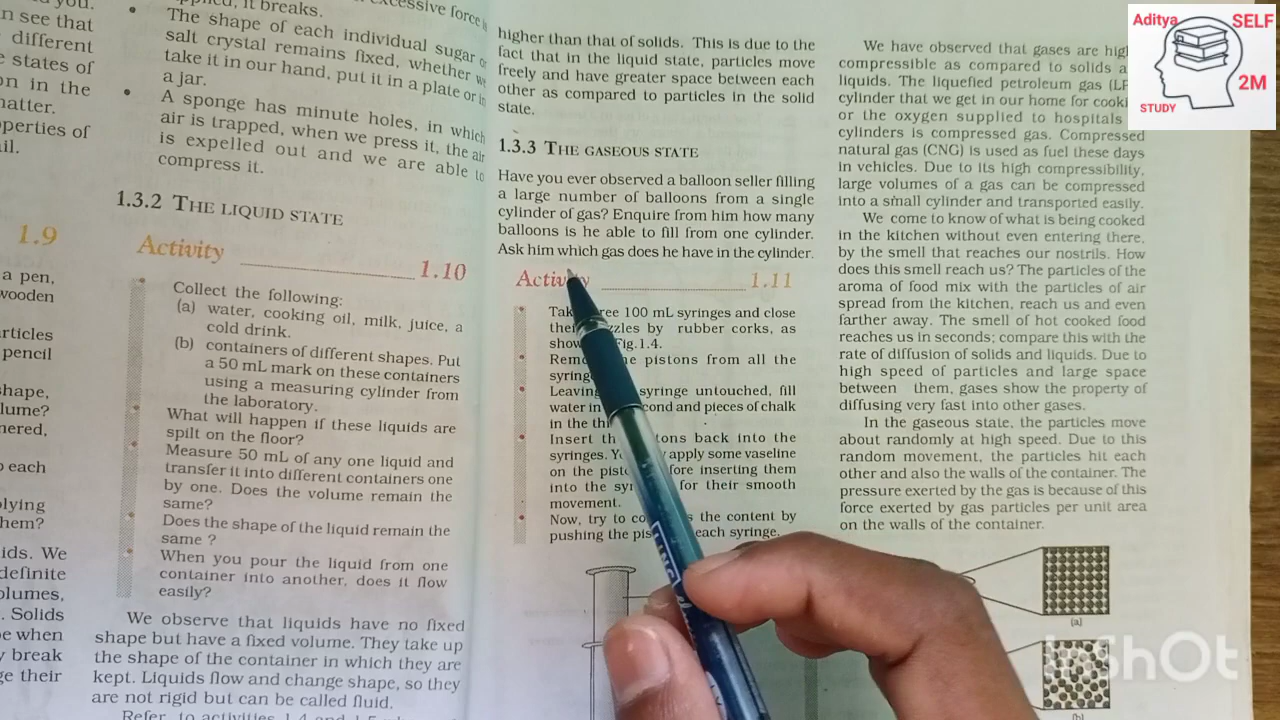 you.
n see that
different
e states of
on in the
natter.
operties of
ail.
1.9
a pen,
wooden
articles
pencil
shape,
lume?
nered,
o each
lying
hem?
ids. We
definite
olumes,
. Solids
pe when
y break
ge their
it breaks.
excessive force is
The shape of each individual sugar or
salt crystal remains fixed, whether we
take it in our hand, put it in a plate or in
a jar.
A sponge has minute holes, in which
air is trapped, when we press it, the air
is expelled out and we are able to
compress it.
1.3.2 THE LIQUID STATE
Activity 1.10
Collect the following:
(a) water, cooking oil, milk, juice, a
cold drink.
(b) containers of different shapes. Put
a 50 mL mark on these containers
using a measuring cylinder from
the laboratory.
What will happen if these liquids are
spilt on the floor?
Measure 50 mL of any one liquid and
transfer it into different containers one
by one. Does the volume remain the
same?
Does the shape of the liquid remain the
same ?
When you pour the liquid from one
container into another, does it flow
easily?
We observe that liquids have no fixed
shape but have a fixed volume. They take up
the shape of the container in which they are
kept. Liquids flow and change shape, so they
are not rigid but can be called fluid.
Refer to activities 1.4 and 1.5
higher than that of solids. This is due to the
fact that in the liquid state, particles move
freely and have greater space between each
other as compared to particles in the solid
state.
1.3.3 THE GASEOUS STATE
Have you ever observed a balloon seller filling
a large number of balloons from a single
cylinder of gas? Enquire from him how many
balloons is he able to fill from one cylinder.
Ask him which gas does he have in the cylinder.
Activity 1.11
Take three 100 mL syringes and close
their nozzles by rubber corks, as
shown Fig.1.4.
Remove the pistons from all the
syringes
Leaving syringe untouched, fill
water in second and pieces of chalk
in the third
Insert the pistons back into the
syringes. You apply some vaseline
on the pistons before inserting them
into the syringes for their smooth
movement.
Now, try to compress the content by
pushing the piston each syringe.
We have observed that gases are highly
compressible as compared to solids and
liquids. The liquefied petroleum gas (LPG)
cylinder that we get in our home for cooking
or the oxygen supplied to hospitals
cylinders is compressed gas. Compressed
natural gas (CNG) is used as fuel these days
in vehicles. Due to its high compressibility,
large volumes of a gas can be compressed
into a small cylinder and transported easily.
We come to know of what is being cooked
in the kitchen without even entering there,
by the smell that reaches our nostrils. How
does this smell reach us? The particles of the
aroma of food mix with the particles of air
spread from the kitchen, reach us and even
farther away. The smell of hot cooked food
reaches us in seconds; compare this with the
rate of diffusion of solids and liquids. Due to
high speed of particles and large space
between them, gases show the property of
diffusing very fast into other gases.
In the gaseous state, the particles move
about randomly at high speed. Due to this
random movement, the particles hit each
other and also the walls of the container. The
pressure exerted by the gas is because of this
force exerted by gas particles per unit area
on the walls of the container.
(a)
(b)
Aditya SELF
2M
STUDY
InShOt